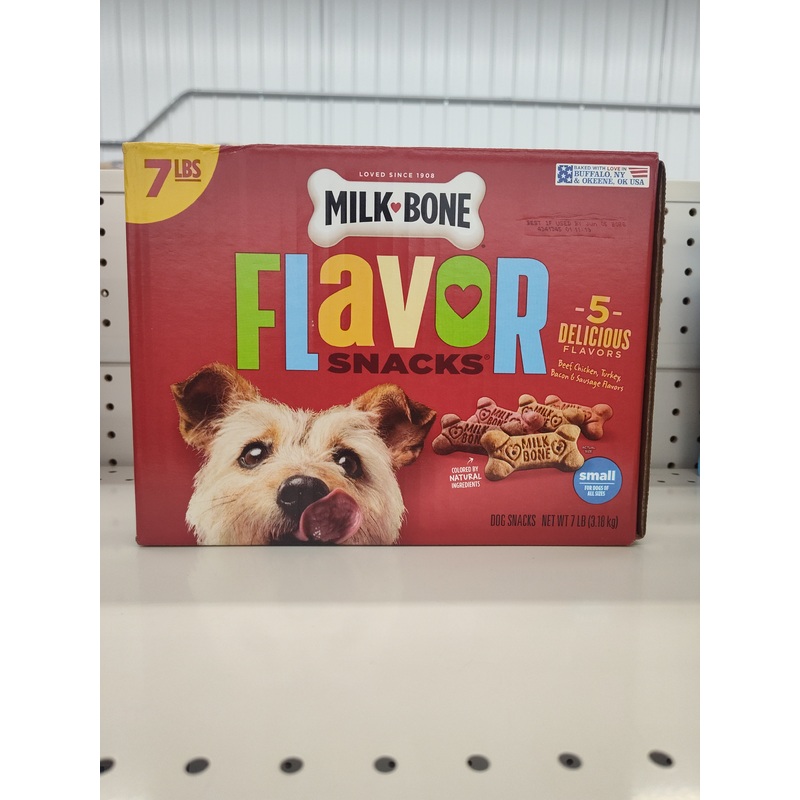 7 LBS
LOVED SINCE 1908
MILK BONE
BAKED WITH LOVE IN
BUFFALO, NY
& OKEENE, OK USA
FLavoR
SNACKS®
-5-
DELICIOUS
FLAVORS
Beef, Chicken, Turkey,
Bacon & Sausage Flavors
MILK
BONE
COLORED BY
NATURAL
INGREDIENTS
small
FOR DOGS OF
ALL SIZES
DOG SNACKS NET WT 7 LB (3.18 kg)